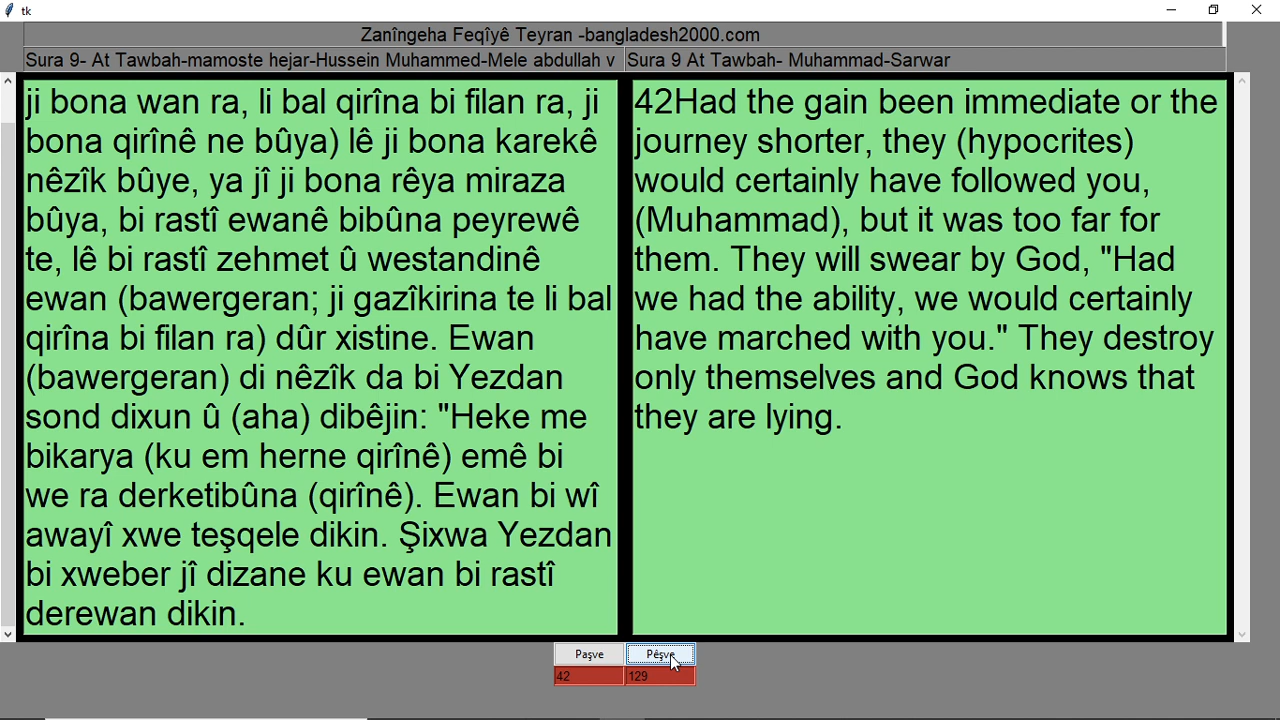 tk
Zanîngeha Feqîyê Teyran -bangladesh2000.com
Sura 9- At Tawbah-mamoste hejar-Hussein Muhammed-Mele abdullah v
Sura 9 At Tawbah- Muhammad-Sarwar
ji bona wan ra, li bal qirîna bi filan ra, ji
bona qirînê ne bûya) lê ji bona karekê
nêzîk bûye, ya jî ji bona rêya miraza
bûya, bi rastî ewanê bibûna peyrewê
te, lê bi rastî zehmet û westandinê
ewan (bawergeran; ji gazîkirina te li bal
qirîna bi filan ra) dûr xistine. Ewan
(bawergeran) di nêzîk da bi Yezdan
sond dixun û (aha) dibêjin: "Heke me
bikarya (ku em herne qirînê) emê bi
we ra derketibûna (qirînê). Ewan bi wî
awayî xwe teşqele dikin. Şixwa Yezdan
bi xweber jî dizane ku ewan bi rastî
derewan dikin.
42Had the gain been immediate or the
journey shorter, they (hypocrites)
would certainly have followed you,
(Muhammad), but it was too far for
them. They will swear by God, "Had
we had the ability, we would certainly
have marched with you." They destroy
only themselves and God knows that
they are lying.
Paşve
Pêşve
42
129